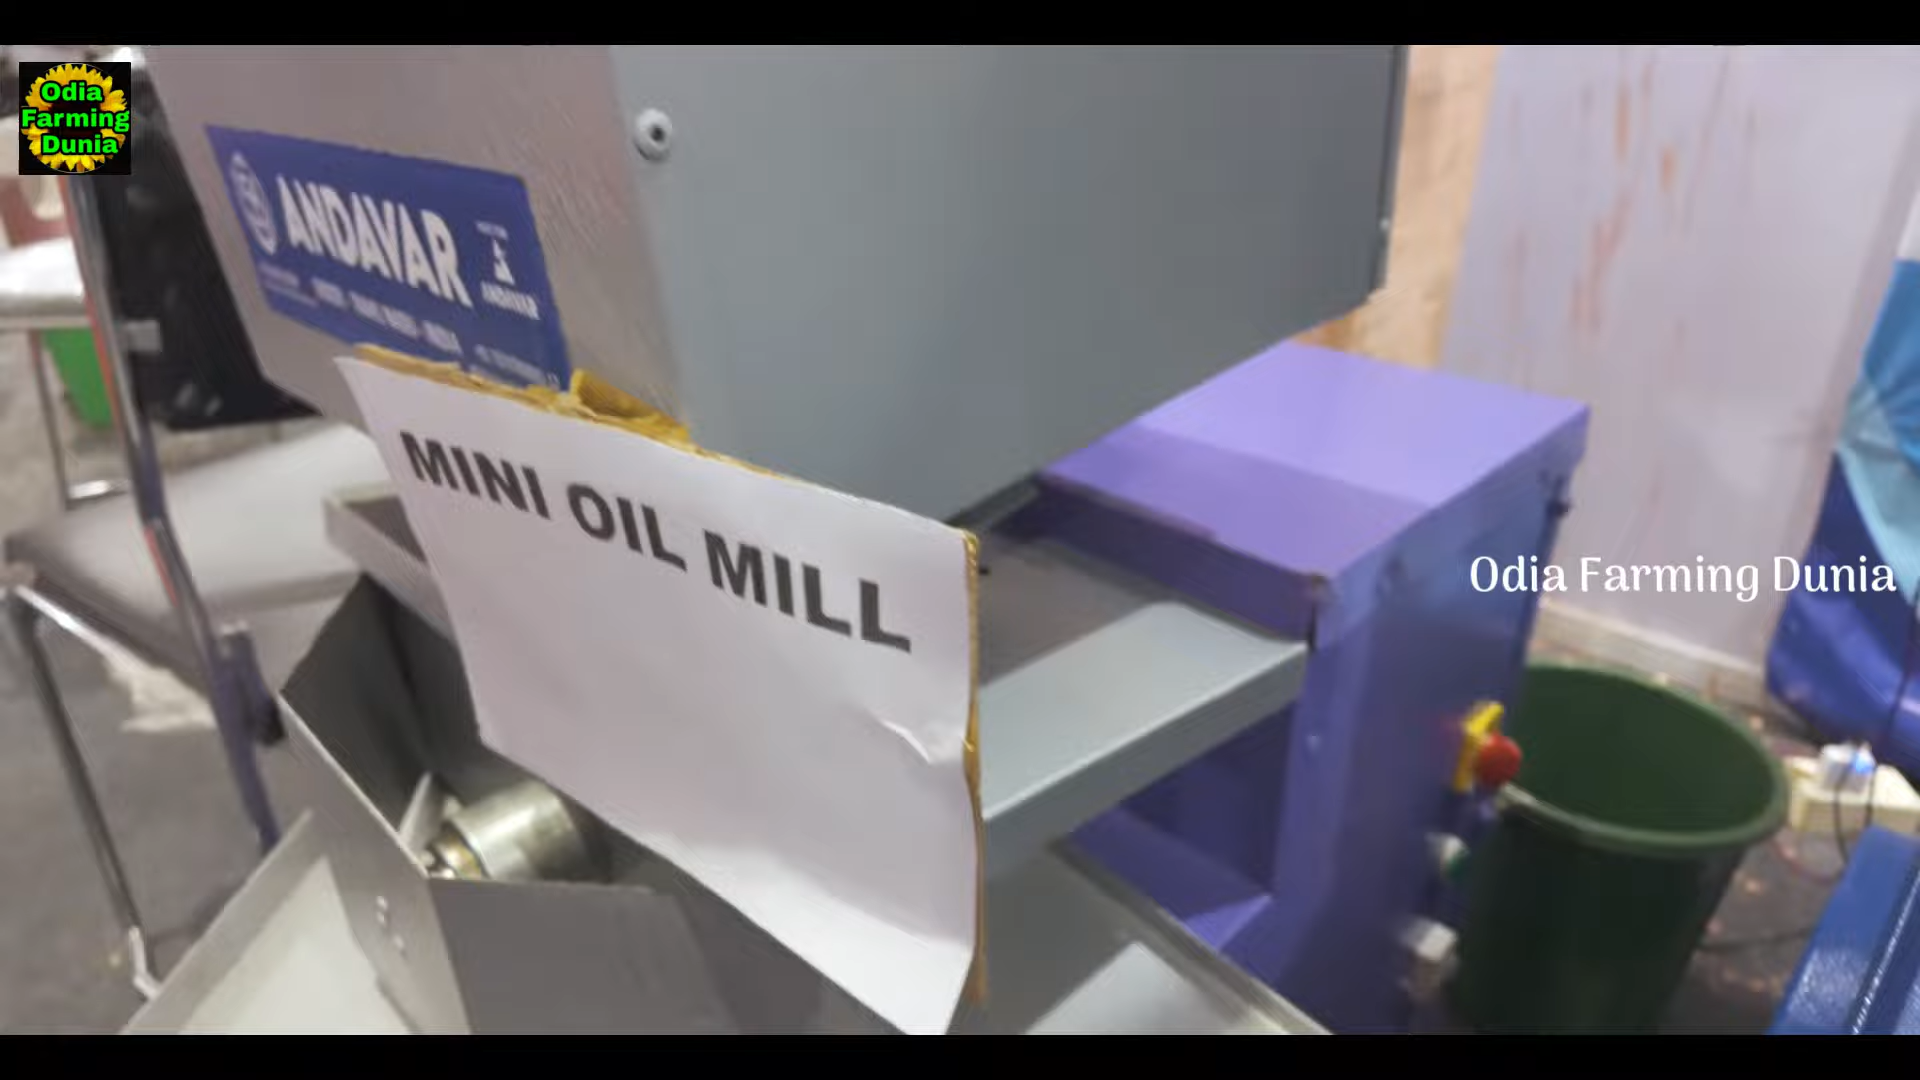 Odia
Farming
Dunia
ANDAVAR
ANDAVAR
MINI OIL MILL
Odia Farming Dunia